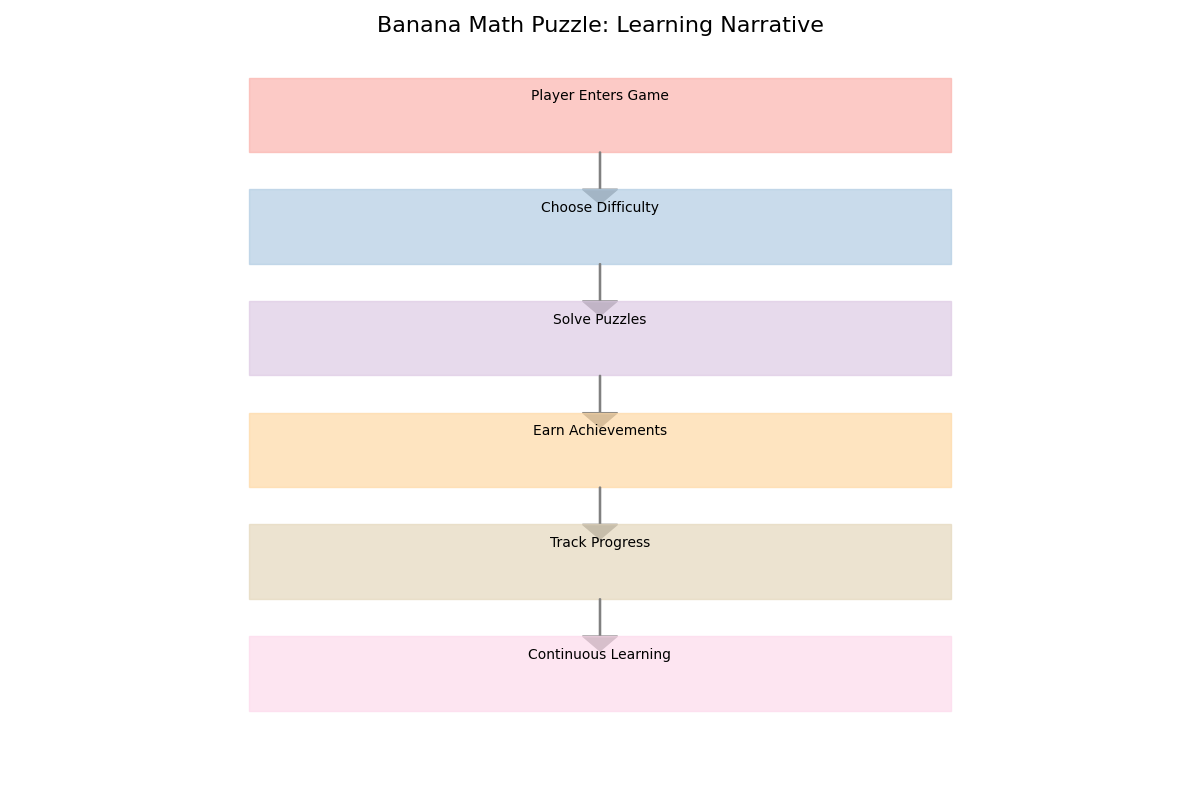 Banana Math Puzzle: Learning Narrative
Player Enters Game
Choose Difficulty
Solve Puzzles
Earn Achievements
Track Progress
Continuous Learning